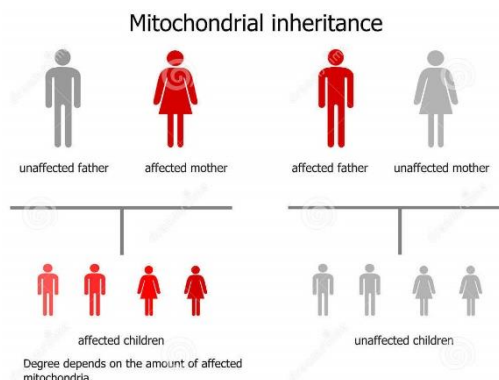 Mitochondrial inheritance
unaffected father
affected mother
affected father
unaffected mother
affected children
unaffected children
Degree depends on the amount of affected
mitochondria.